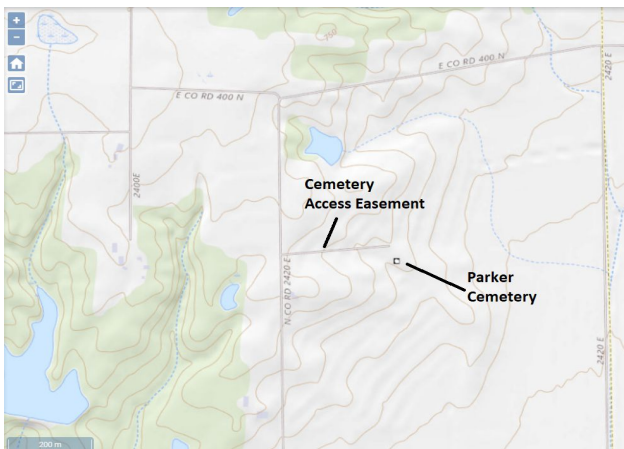 +
−
E CO RD 400 N
E CO RD 400 N
2420 E
2400E
Cemetery
Access Easement
N CO RD 2420 E
Parker
Cemetery
2420 E
200 m